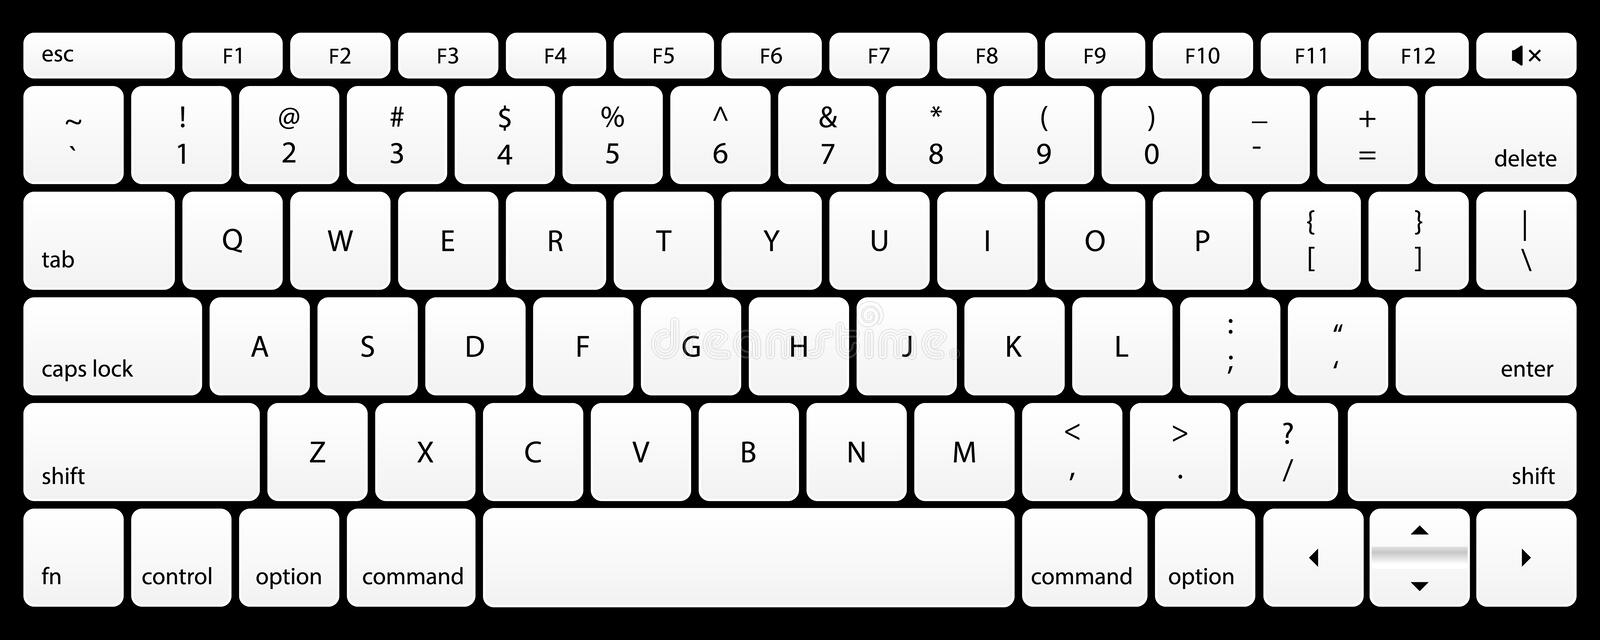 esc F1 F2 F3 F4 F5 F6 F7 F8 F9 F10 F11 F12
~ ! @ # $ % ^ & * ( ) _ +
` 1 2 3 4 5 6 7 8 9 0 - = delete
tab Q W E R T Y U I O P { } |
[ ] \
caps lock A S D F G H J K L : “
; ‘ enter
shift Z X C V B N M < > ?
, . / shift
fn control option command command option
dreamstime.